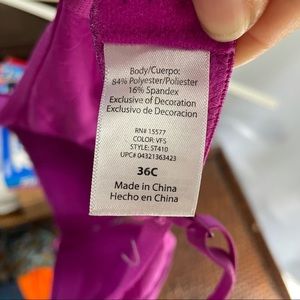 Body/Cuerpo:
84% Polyester/Poliester
16% Spandex
Exclusive of Decoration
Exclusivo de Decoracion
RN# 15577
COLOR: VFS
STYLE: ST410
UPC# 04321363423
36C
Made in China
Hecho en China